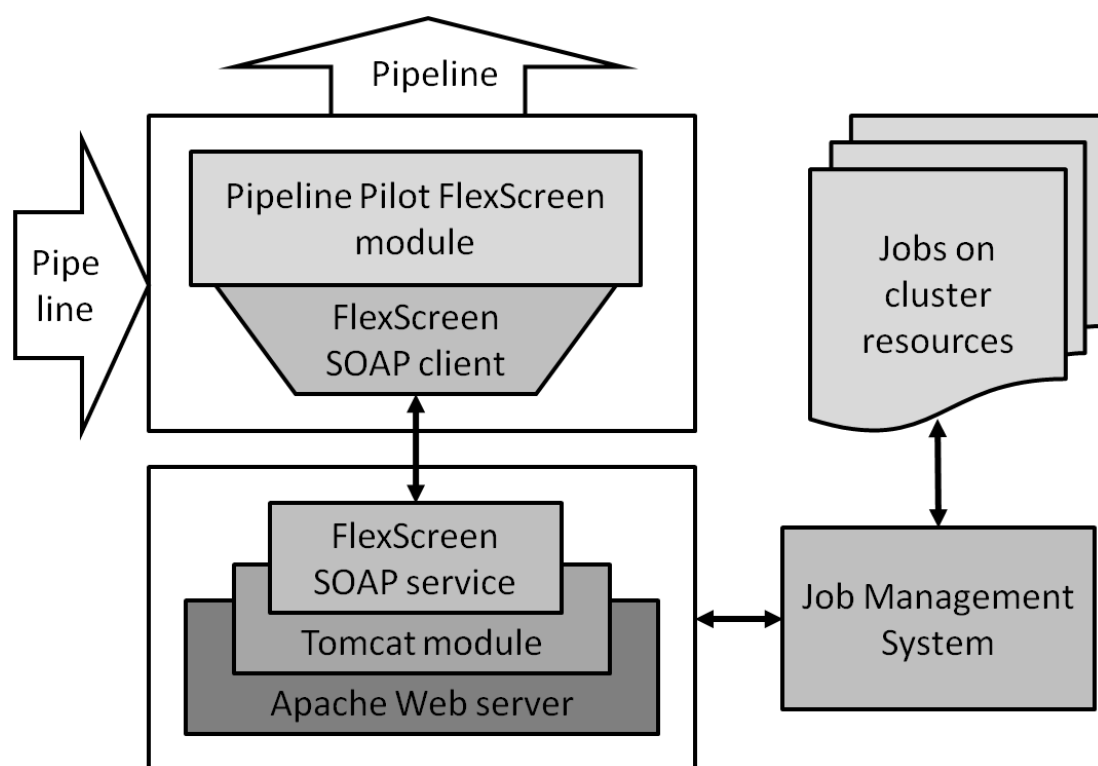 Pipeline
Pipe
line
Pipeline Pilot FlexScreen
module
FlexScreen
SOAP client
Jobs on
cluster
resources
FlexScreen
SOAP service
Tomcat module
Apache Web server
Job Management
System